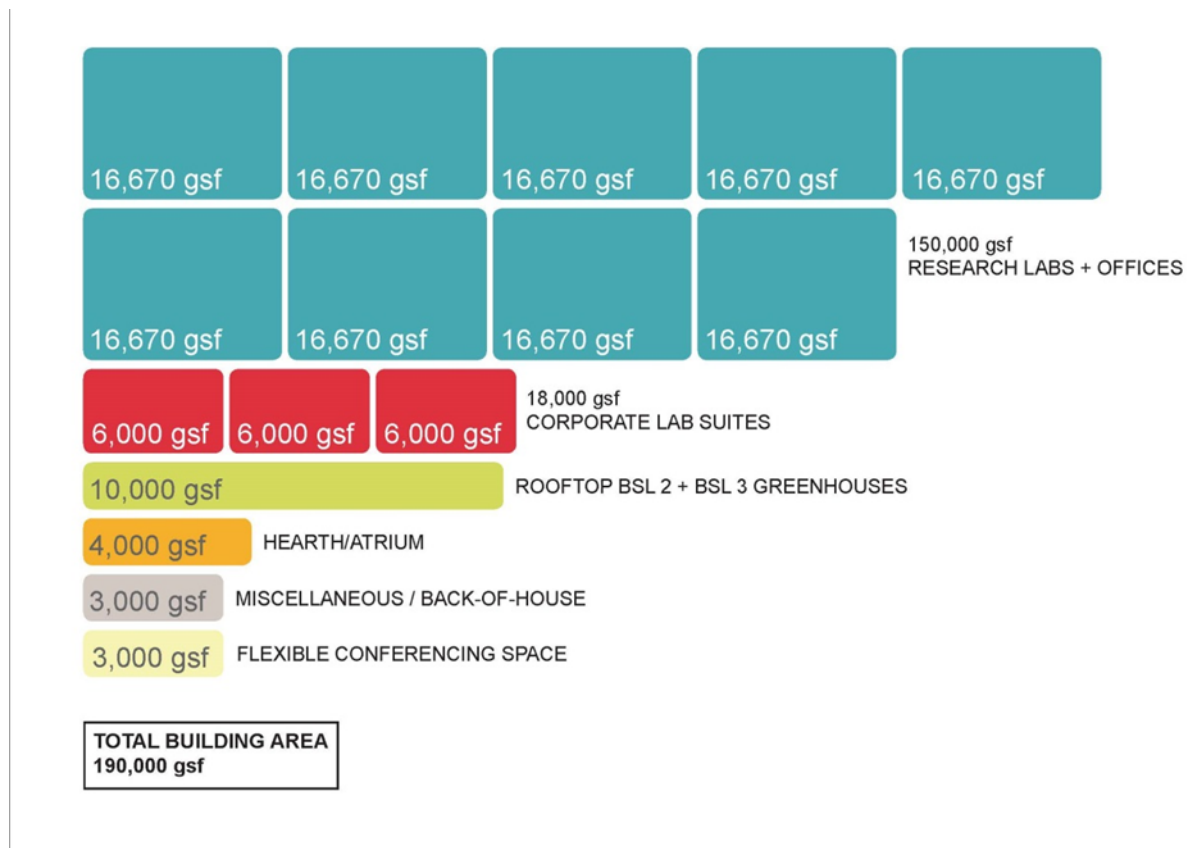 16,670 gsf 16,670 gsf 16,670 gsf 16,670 gsf 16,670 gsf
150,000 gsf
RESEARCH LABS + OFFICES
16,670 gsf 16,670 gsf 16,670 gsf 16,670 gsf
18,000 gsf
CORPORATE LAB SUITES
6,000 gsf 6,000 gsf 6,000 gsf
10,000 gsf ROOFTOP BSL 2 + BSL 3 GREENHOUSES
4,000 gsf HEARTH/ATRIUM
3,000 gsf MISCELLANEOUS / BACK-OF-HOUSE
3,000 gsf FLEXIBLE CONFERENCING SPACE
TOTAL BUILDING AREA
190,000 gsf